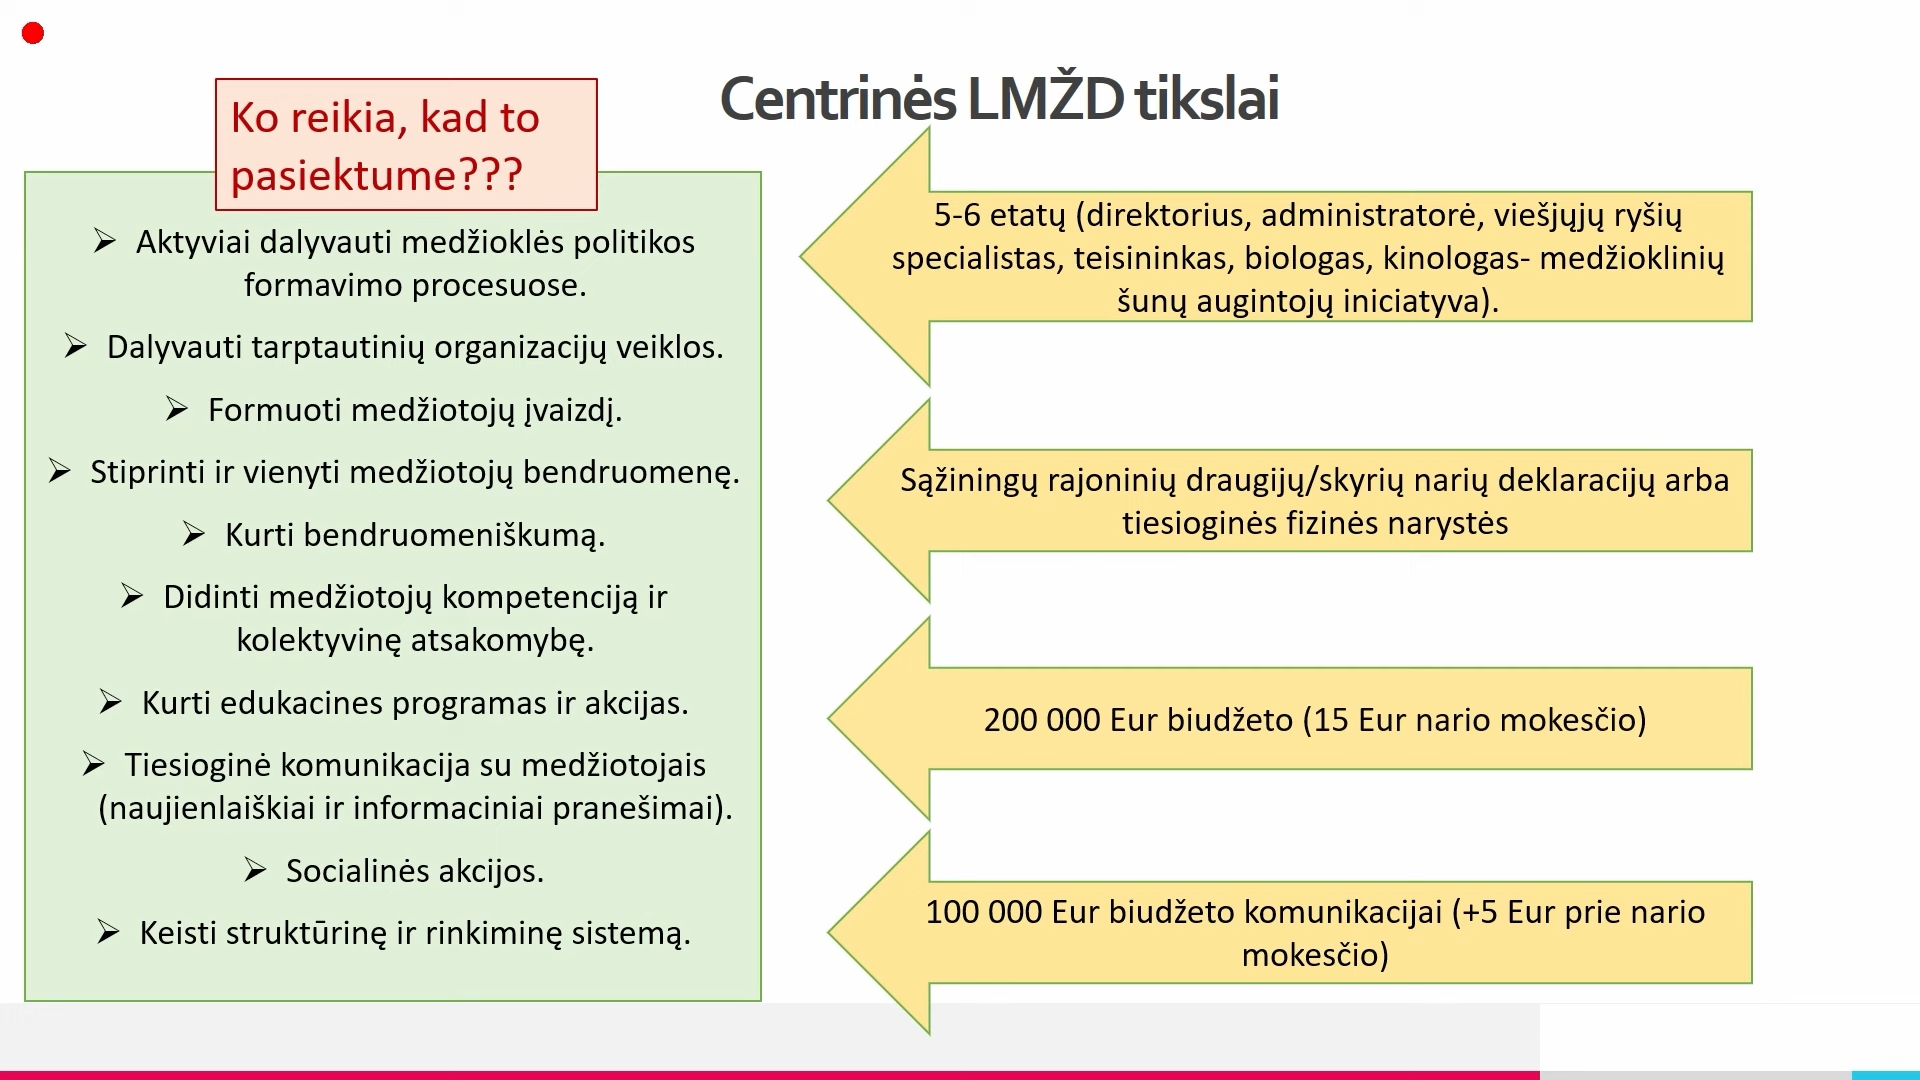 Centrinės LMŽD tikslai
Ko reikia, kad to
pasiektume???
➢ Aktyviai dalyvauti medžioklės politikos
formavimo procesuose.
➢ Dalyvauti tarptautinių organizacijų veiklos.
➢ Formuoti medžiotojų įvaizdį.
➢ Stiprinti ir vienyti medžiotojų bendruomenę.
➢ Kurti bendruomeniškumą.
➢ Didinti medžiotojų kompetenciją ir
kolektyvinę atsakomybę.
➢ Kurti edukacines programas ir akcijas.
➢ Tiesioginė komunikacija su medžiotojais
(naujienlaiškiai ir informaciniai pranešimai).
➢ Socialinės akcijos.
➢ Keisti struktūrinę ir rinkiminę sistemą.
5-6 etatų (direktorius, administratorė, viešjųjų ryšių
specialistas, teisininkas, biologas, kinologas- medžioklinių
šunų augintojų iniciatyva).
Sąžiningų rajoninių draugijų/skyrių narių deklaracijų arba
tiesioginės fizinės narystės
200 000 Eur biudžeto (15 Eur nario mokesčio)
100 000 Eur biudžeto komunikacijai (+5 Eur prie nario
mokesčio)